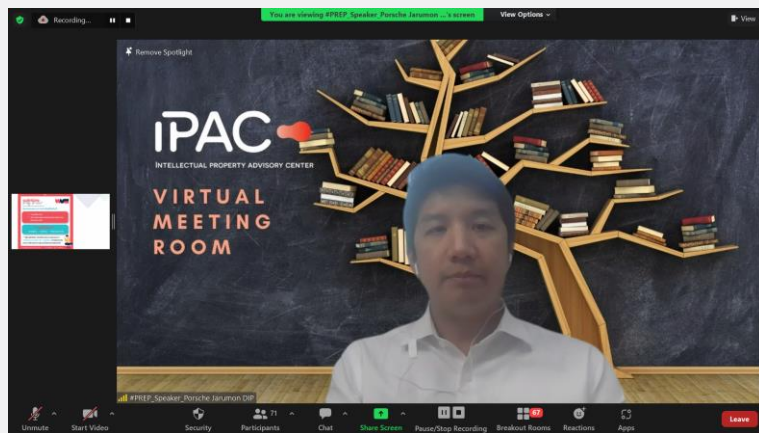 Recording...
You are viewing #PREP_Speaker_Porsche Jarumon ...'s screen
View Options
View
Remove Spotlight
iPAC
INTELLECTUAL PROPERTY ADVISORY CENTER
VIRTUAL
MEETING
ROOM
#PREP_Speaker_Porsche Jarumon DIP
Unmute
Start Video
Security
Participants
71
Chat
Share Screen
Pause/Stop Recording
Breakout Rooms
67
Reactions
Apps
Leave